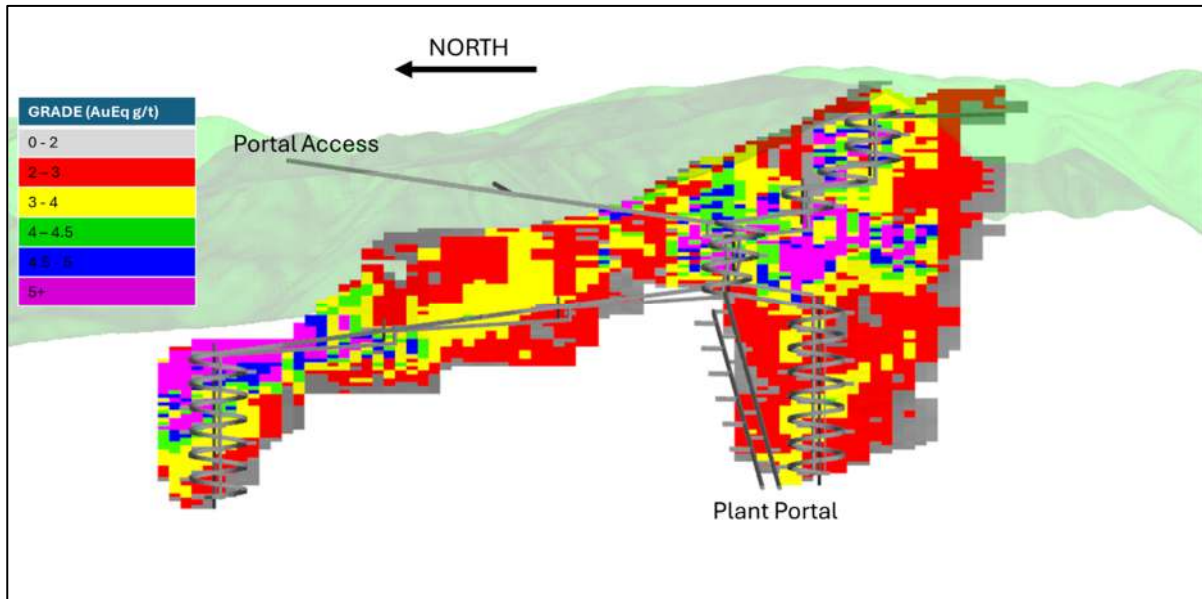 NORTH
GRADE (AuEq g/t)
0 - 2
2 – 3
3 - 4
4 – 4.5
4.5 - 5
5+
Portal Access
Plant Portal